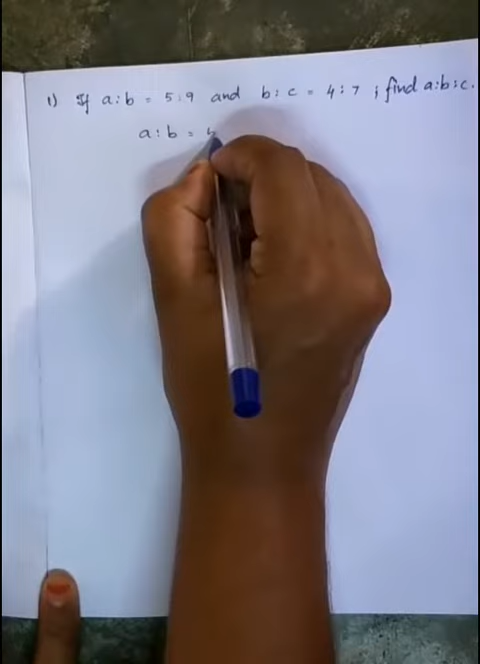 1) If a:b = 5:9 and b:c = 4:7 ; find a:b:c.
a:b =